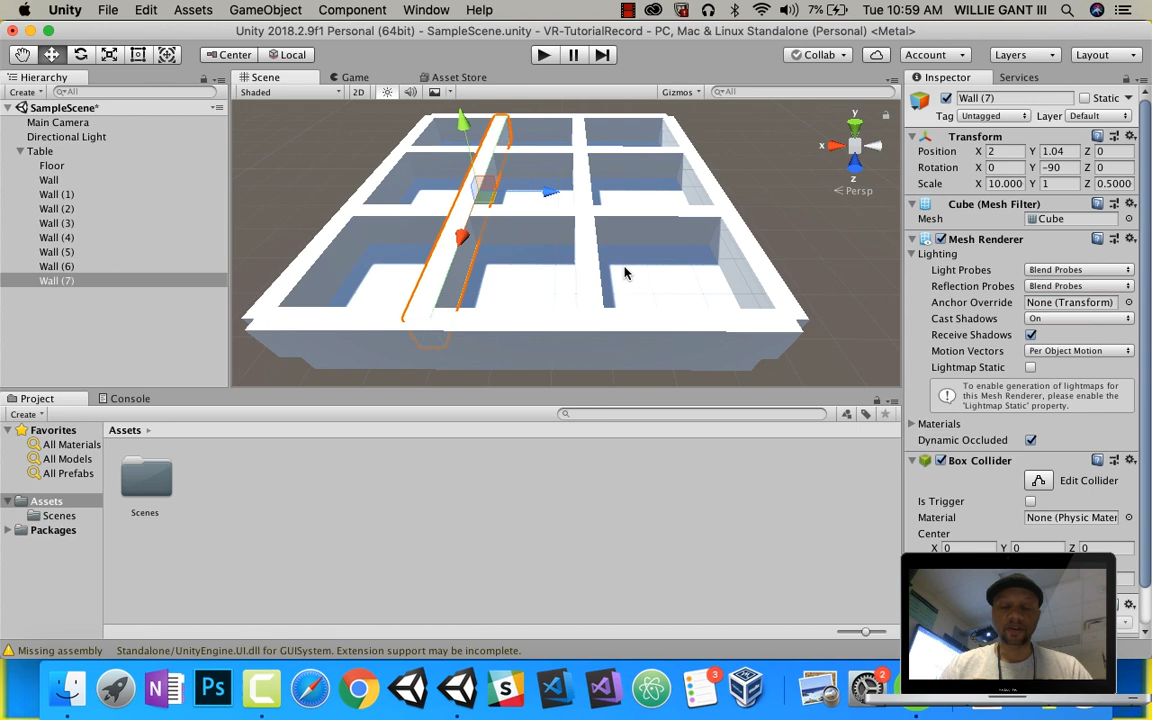 Unity File Edit Assets GameObject Component Window Help 7% Tue 10:59 AM WILLIE GANT III
Unity 2018.2.9f1 Personal (64bit) - SampleScene.unity - VR-TutorialRecord - PC, Mac & Linux Standalone (Personal) <Metal>
Center Local Collab Account Layers Layout
Hierarchy Scene Game Asset Store Inspector Services
Create All Shaded 2D Gizmos All Wall (7) Static
SampleScene*
Tag Untagged Layer Default
Main Camera
Directional Light
Transform
Table
Position X 2 Y 1.04 Z 0
Floor
Rotation X 0 Y -90 Z 0
Wall
Scale X 10.000 Y 1 Z 0.5000
Wall (1)
Cube (Mesh Filter)
Wall (2)
Mesh Cube
Wall (3)
Mesh Renderer
Wall (4)
Lighting
Wall (5)
Light Probes Blend Probes
Wall (6)
Reflection Probes Blend Probes
Wall (7)
Anchor Override None (Transform)
Cast Shadows On
Receive Shadows
Motion Vectors Per Object Motion
Lightmap Static
To enable generation of lightmaps for
this Mesh Renderer, please enable the
'Lightmap Static' property.
Materials
Dynamic Occluded
Box Collider
Edit Collider
Is Trigger
Material None (Physic Mater
Center
X 0 Y 0 Z 0
y
x
z
Persp
Project Console
Create
Favorites
All Materials
All Models
All Prefabs
Assets
Scenes
Packages
Assets
Scenes
Missing assembly Standalone/UnityEngine.UI.dll for GUISystem. Extension support may be incomplete.
N
Ps
C
S
3
2